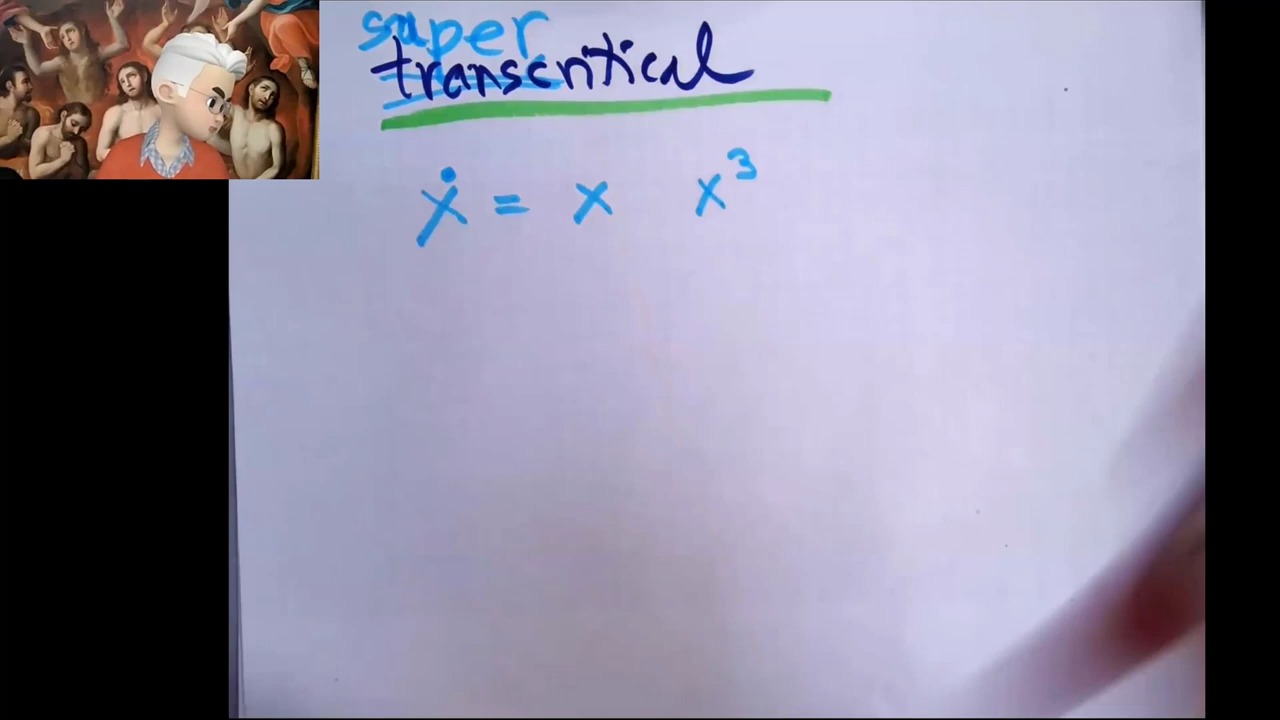 super
transcritical
ẋ = x x³